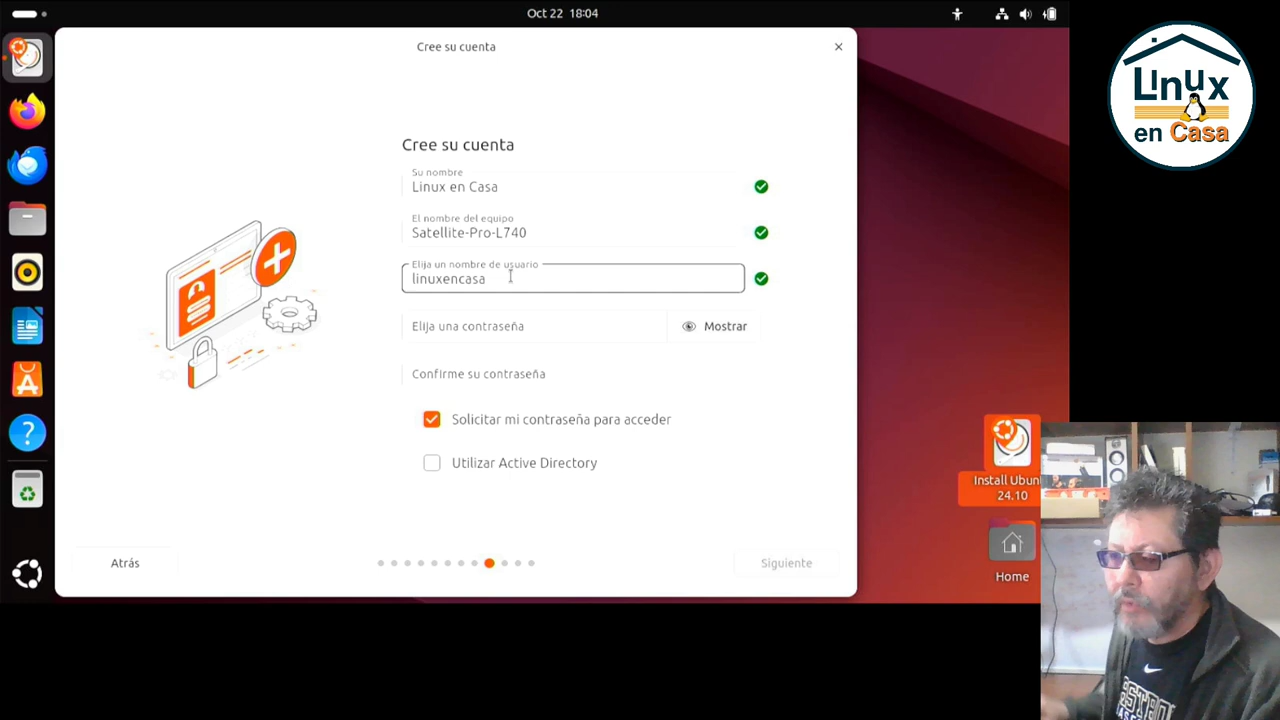 Oct 22 18:04
Cree su cuenta
Linux
en Casa
Cree su cuenta
Su nombre
Linux en Casa
El nombre del equipo
Satellite-Pro-L740
Elija un nombre de usuario
linuxencasa
Elija una contraseña
Mostrar
Confirme su contraseña
Solicitar mi contraseña para acceder
Utilizar Active Directory
Install Ubun
24.10
Home
Atrás
Siguiente